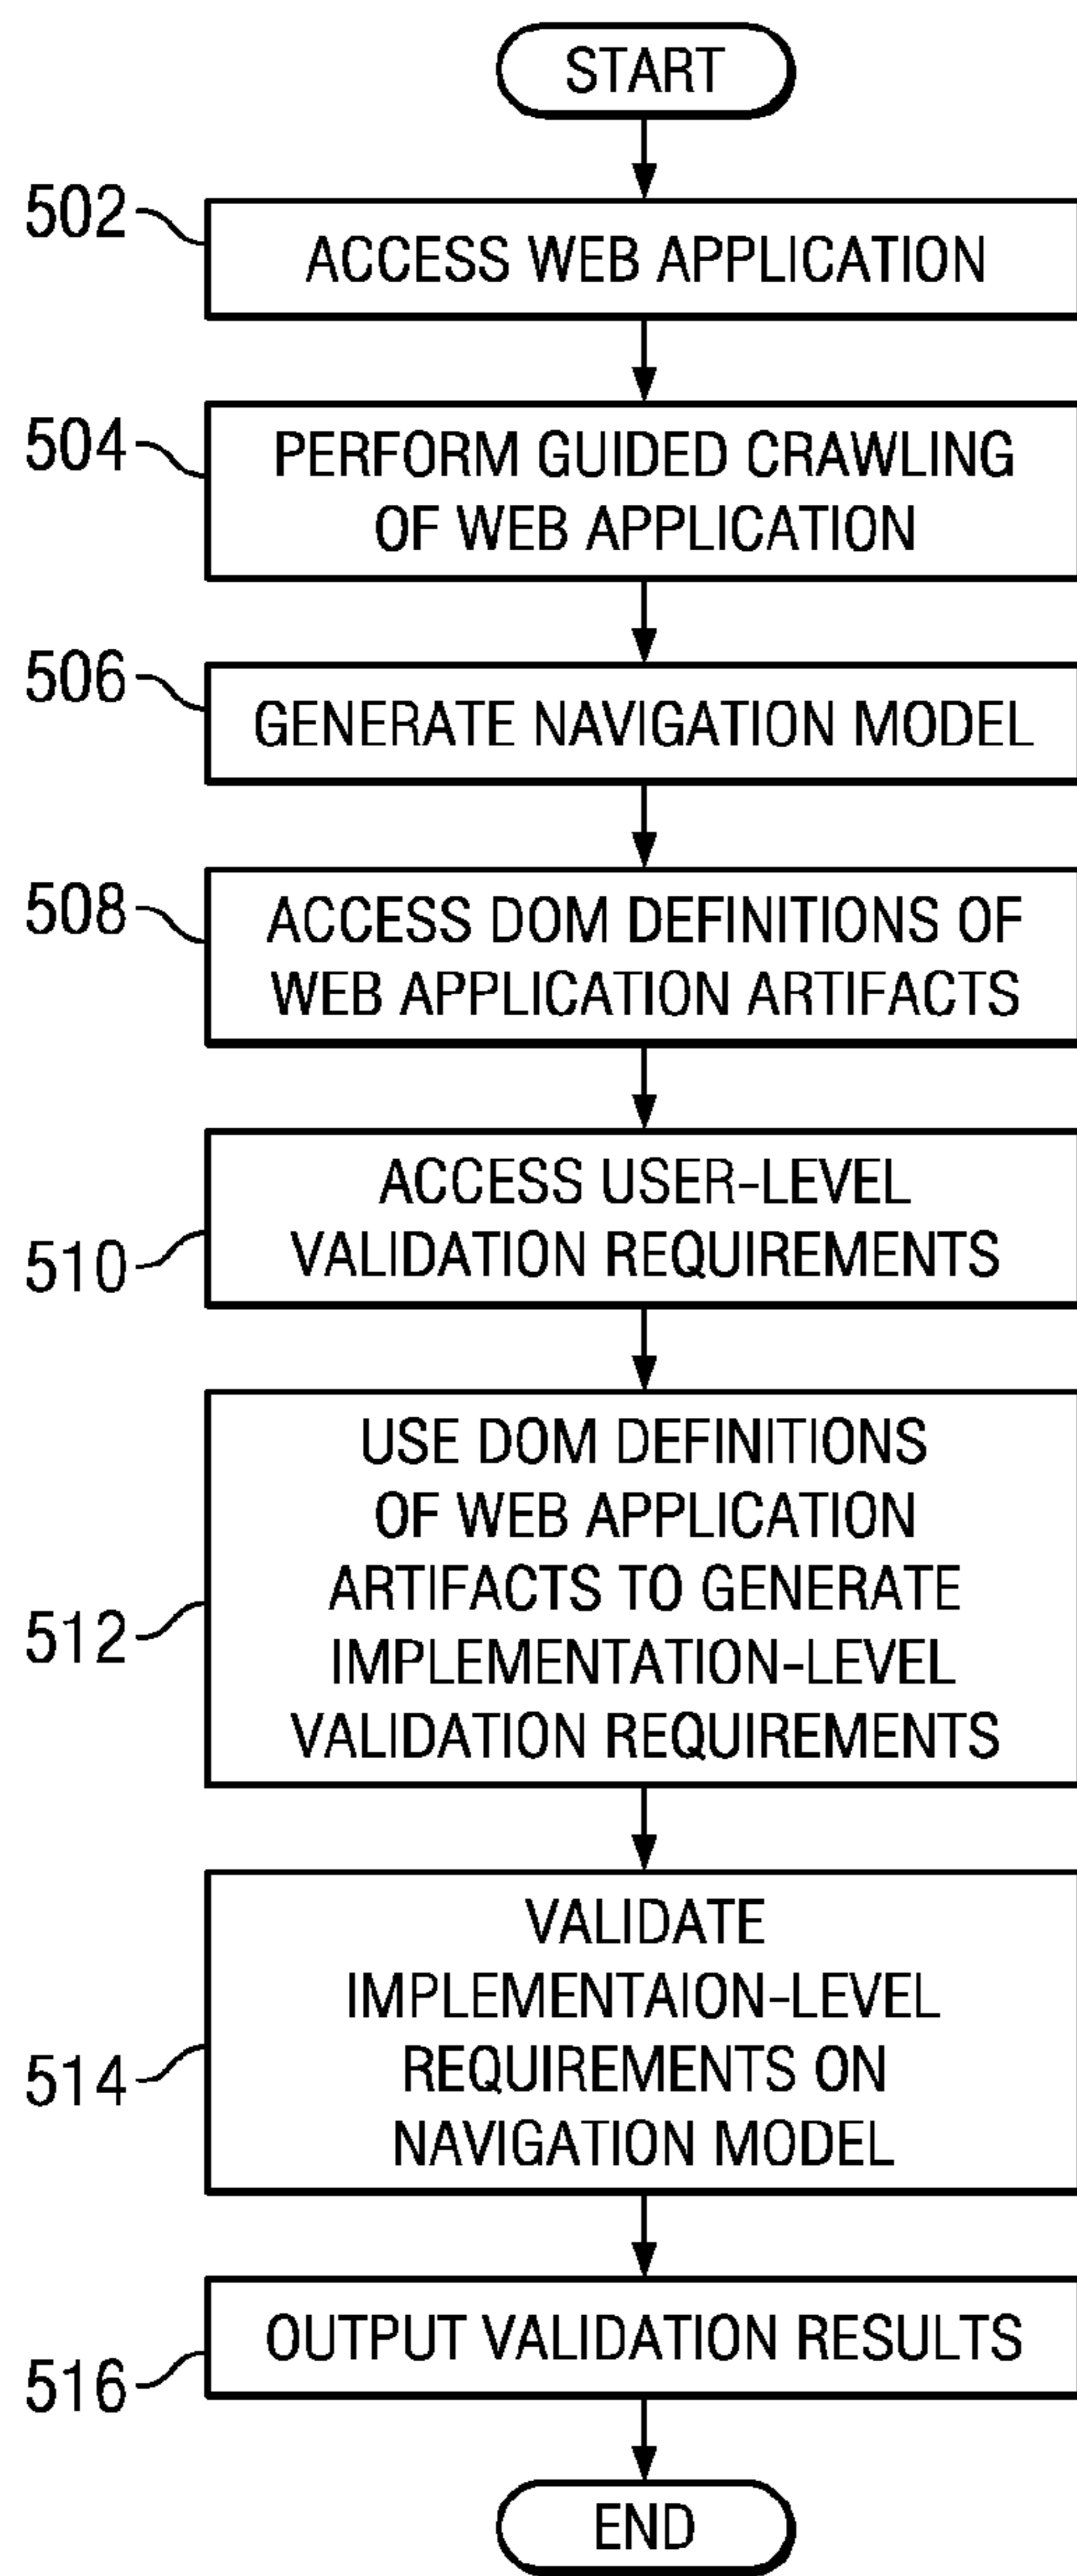 START
502
ACCESS WEB APPLICATION
504
PERFORM GUIDED CRAWLING
OF WEB APPLICATION
506
GENERATE NAVIGATION MODEL
508
ACCESS DOM DEFINITIONS OF
WEB APPLICATION ARTIFACTS
510
ACCESS USER-LEVEL
VALIDATION REQUIREMENTS
512
USE DOM DEFINITIONS
OF WEB APPLICATION
ARTIFACTS TO GENERATE
IMPLEMENTATION-LEVEL
VALIDATION REQUIREMENTS
514
VALIDATE
IMPLEMENTAION-LEVEL
REQUIREMENTS ON
NAVIGATION MODEL
516
OUTPUT VALIDATION RESULTS
END